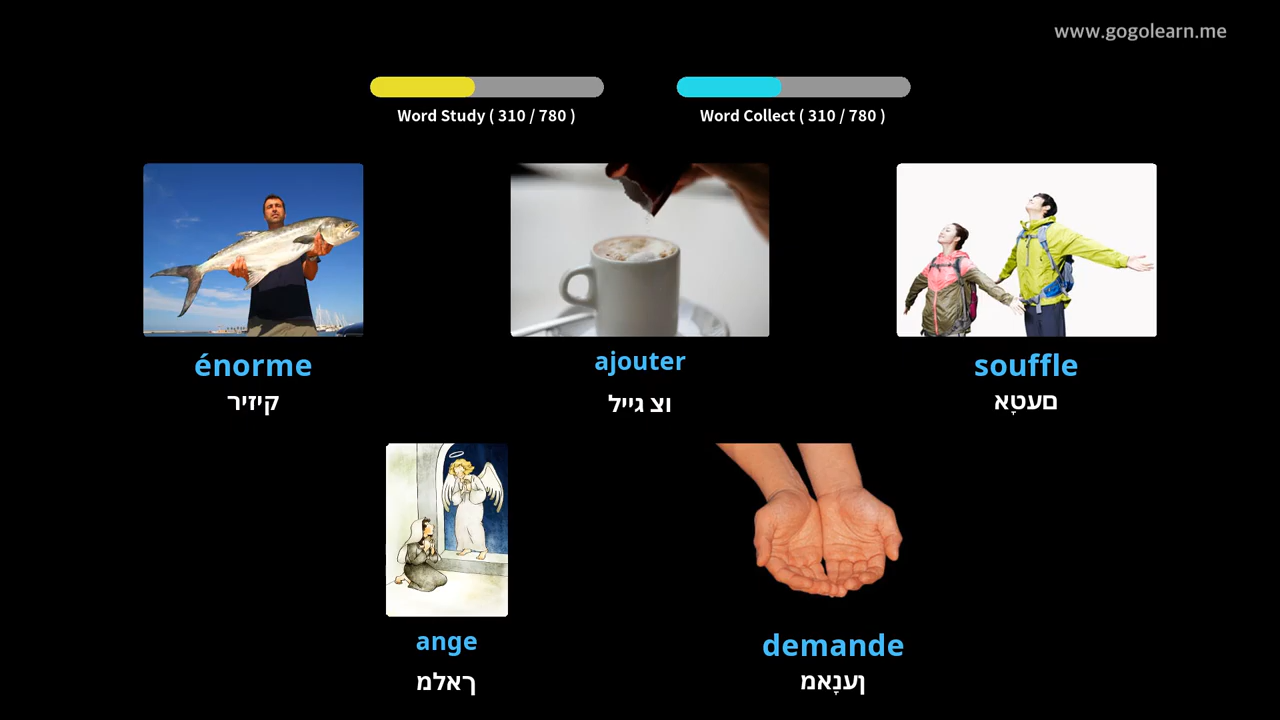 www.gogolearn.me
Word Study ( 310 / 780 )
Word Collect ( 310 / 780 )
énorme
קיזיר
ajouter
וצ גייל
souffle
םעטָא
ange
ךאלמ
demande
ןענָאמ